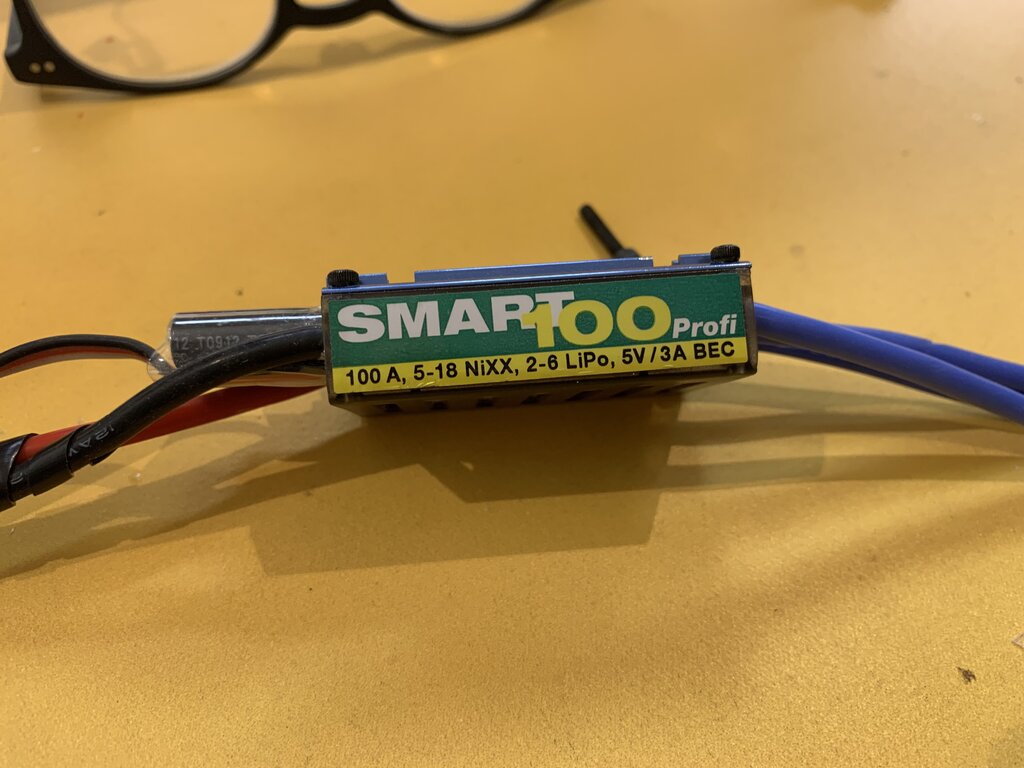 SMART100 Profi
100 A, 5-18 NiXX, 2-6 LiPo, 5V/3A BEC